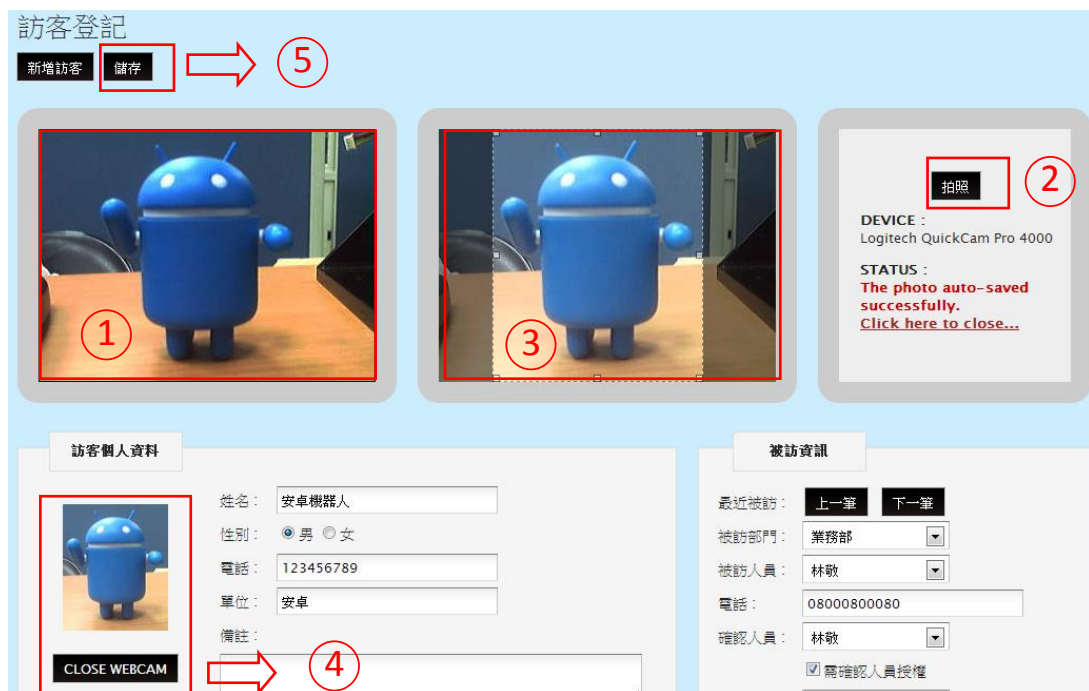 訪客登記
新增訪客 儲存 ⑤
拍照 ②
DEVICE :
Logitech QuickCam Pro 4000
STATUS :
The photo auto-saved
successfully.
Click here to close...
① ③
訪客個人資料
姓名： 安卓機器人
性別： 男 女
電話： 123456789
單位： 安卓
備註：
CLOSE WEBCAM ④
被訪資訊
最近被訪： 上一筆 下一筆
被訪部門： 業務部
被訪人員： 林敬
電話： 08000800080
確認人員： 林敬
需確認人員授權